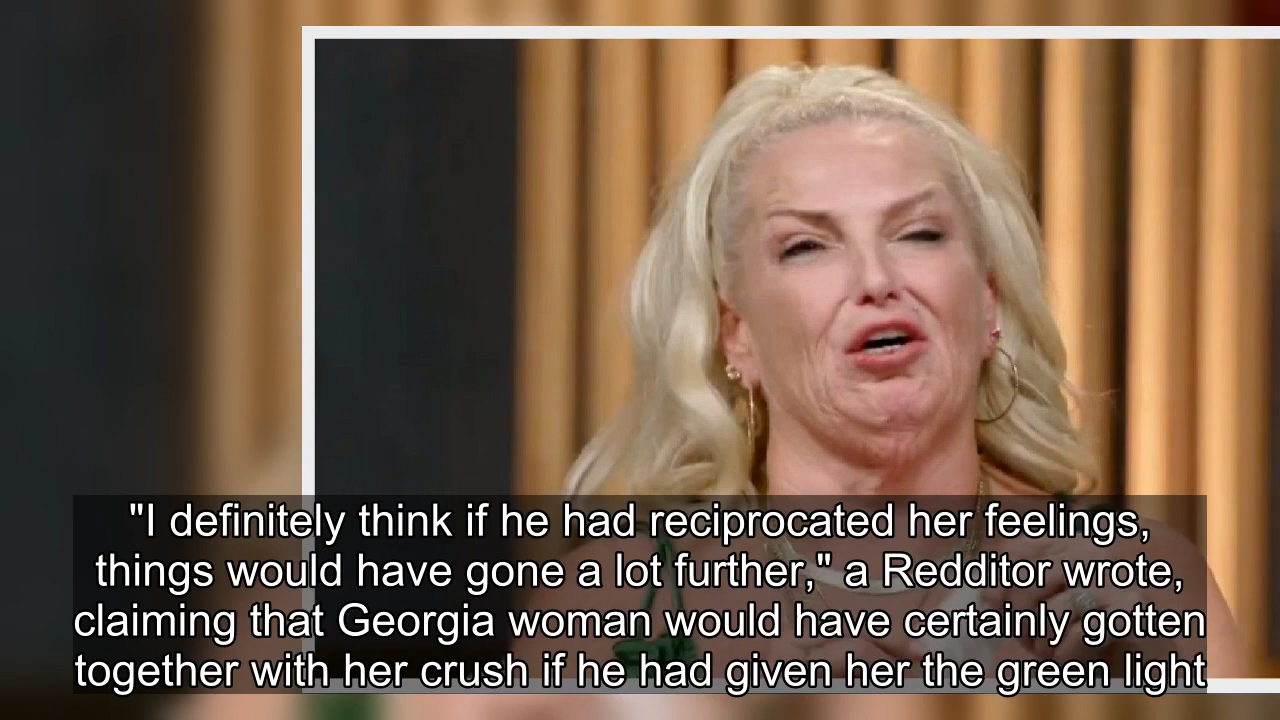 "I definitely think if he had reciprocated her feelings,
things would have gone a lot further," a Redditor wrote,
claiming that Georgia woman would have certainly gotten
together with her crush if he had given her the green light